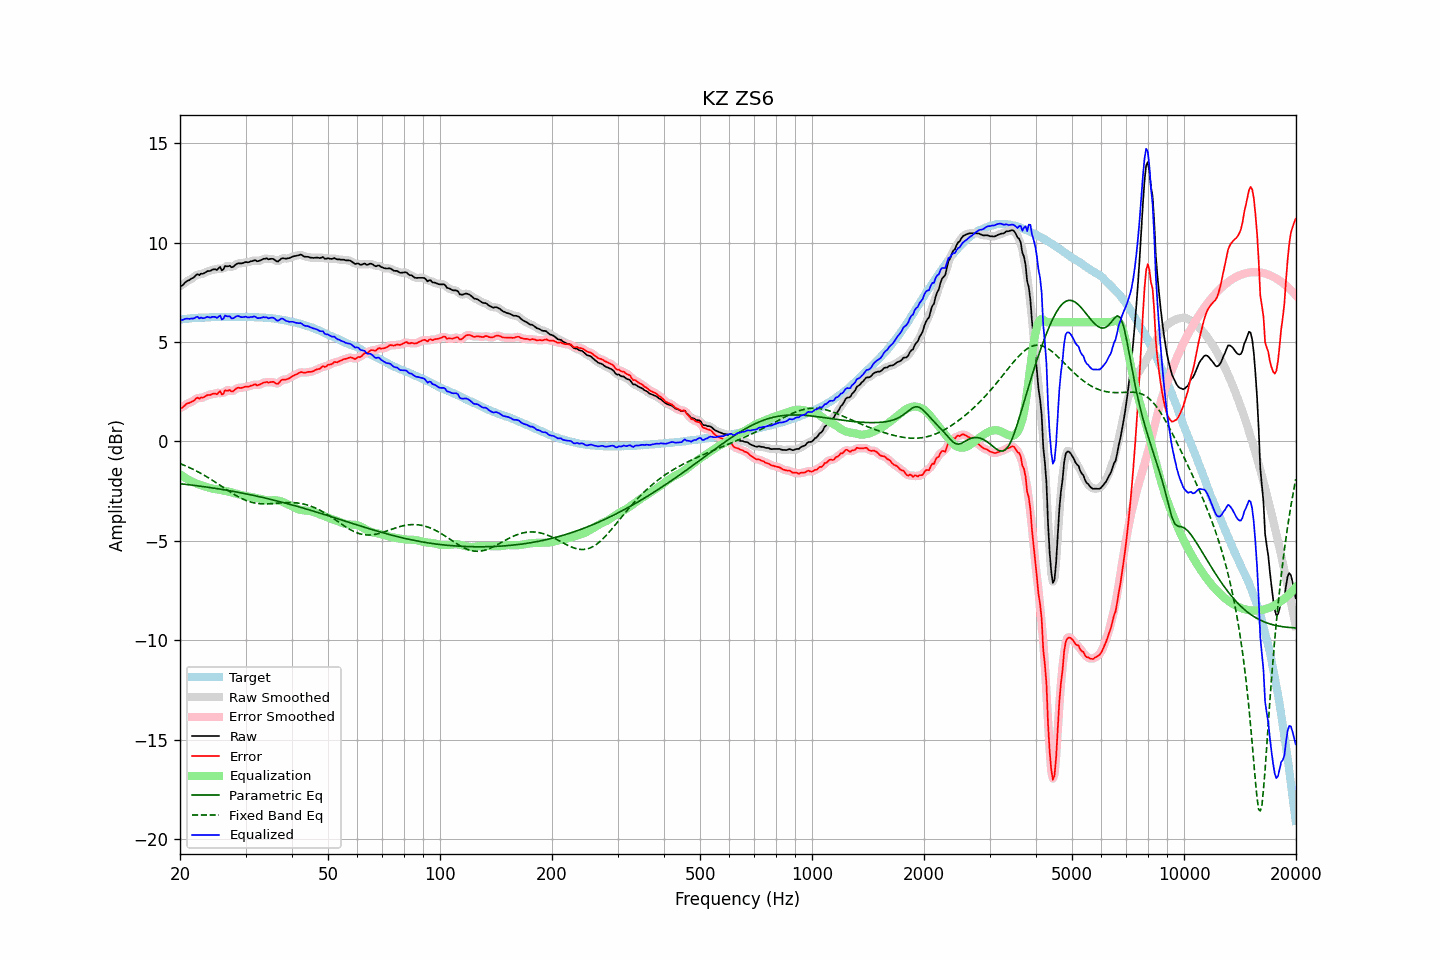 KZ ZS6
Amplitude (dBr)
15
10
5
0
−5
−10
−15
−20
Target
Raw Smoothed
Error Smoothed
Raw
Error
Equalization
Parametric Eq
Fixed Band Eq
Equalized
20 50 100 200 500 1000 2000 5000 10000 20000
Frequency (Hz)